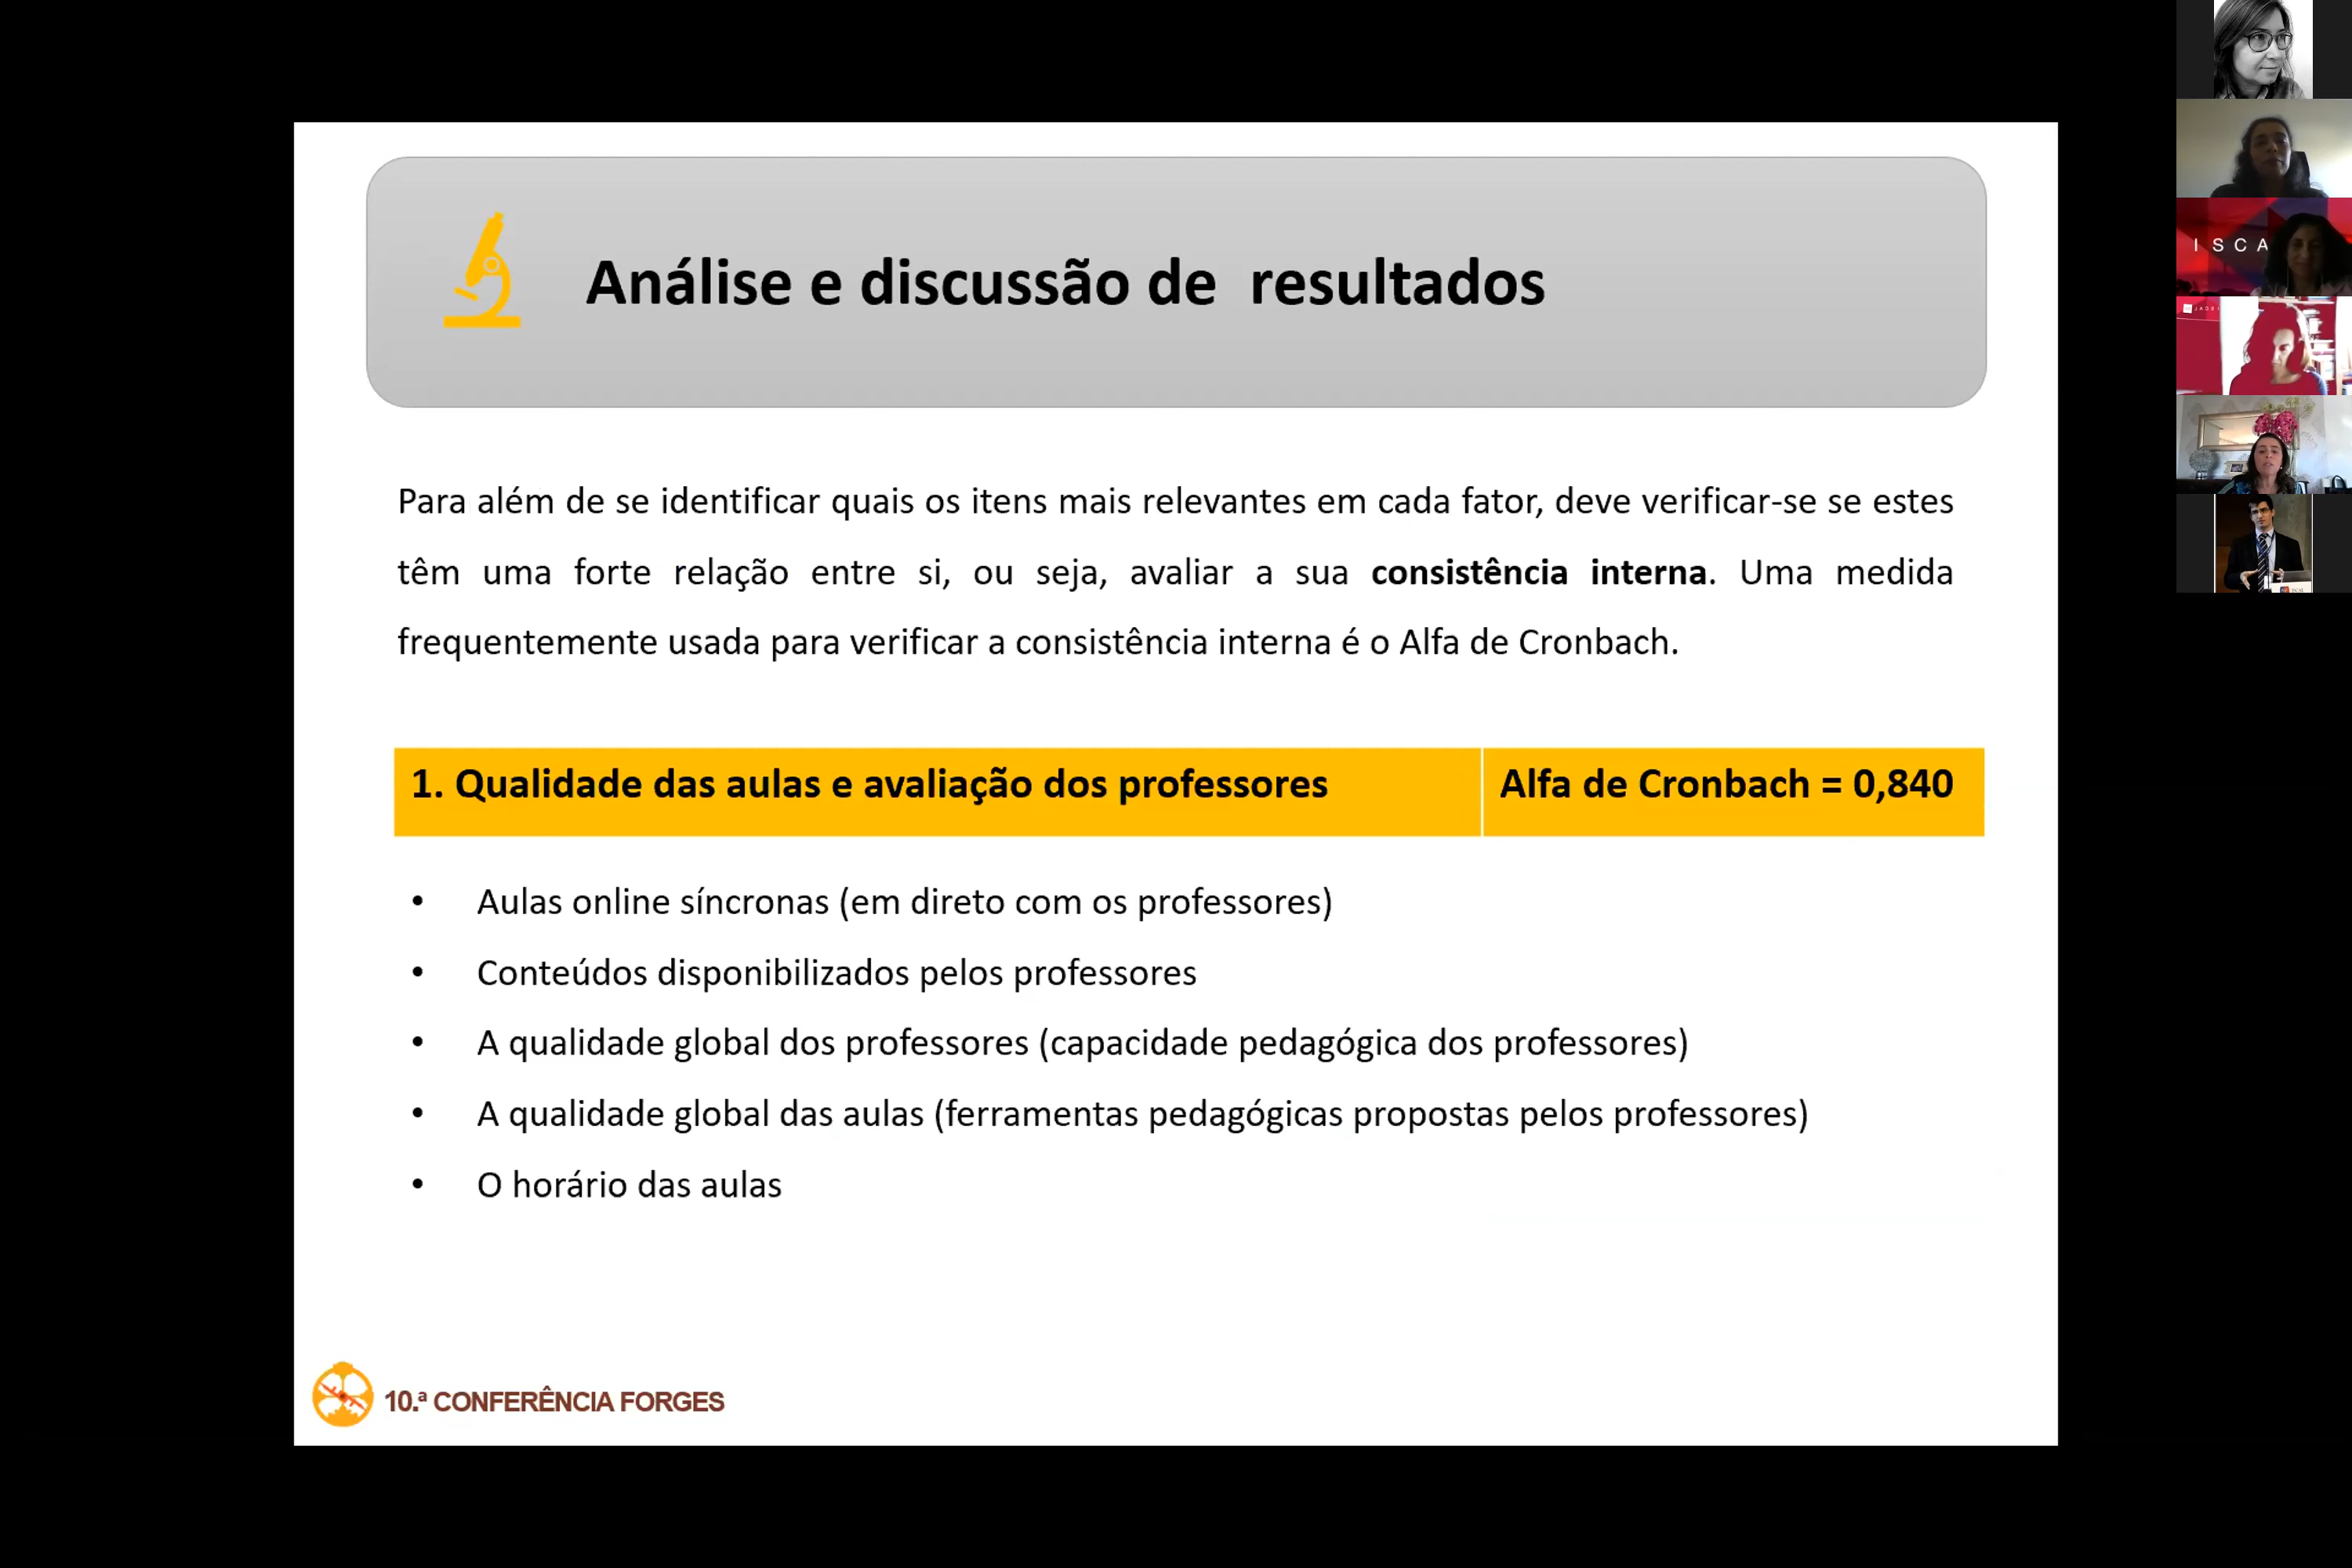 Análise e discussão de resultados
Para além de se identificar quais os itens mais relevantes em cada fator, deve verificar-se se estes
têm uma forte relação entre si, ou seja, avaliar a sua consistência interna. Uma medida
frequentemente usada para verificar a consistência interna é o Alfa de Cronbach.
1. Qualidade das aulas e avaliação dos professores
Alfa de Cronbach = 0,840
• Aulas online síncronas (em direto com os professores)
• Conteúdos disponibilizados pelos professores
• A qualidade global dos professores (capacidade pedagógica dos professores)
• A qualidade global das aulas (ferramentas pedagógicas propostas pelos professores)
• O horário das aulas
10.ª CONFERÊNCIA FORGES
ISCA